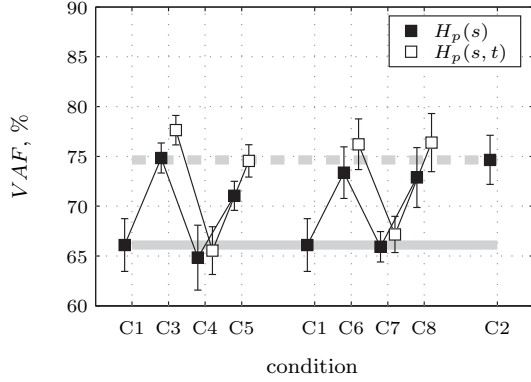 90
80
75
70
65
60
VAF, %
H_p(s)
H_p(s, t)
C1 C3 C4 C5 C1 C6 C7 C8 C2
condition